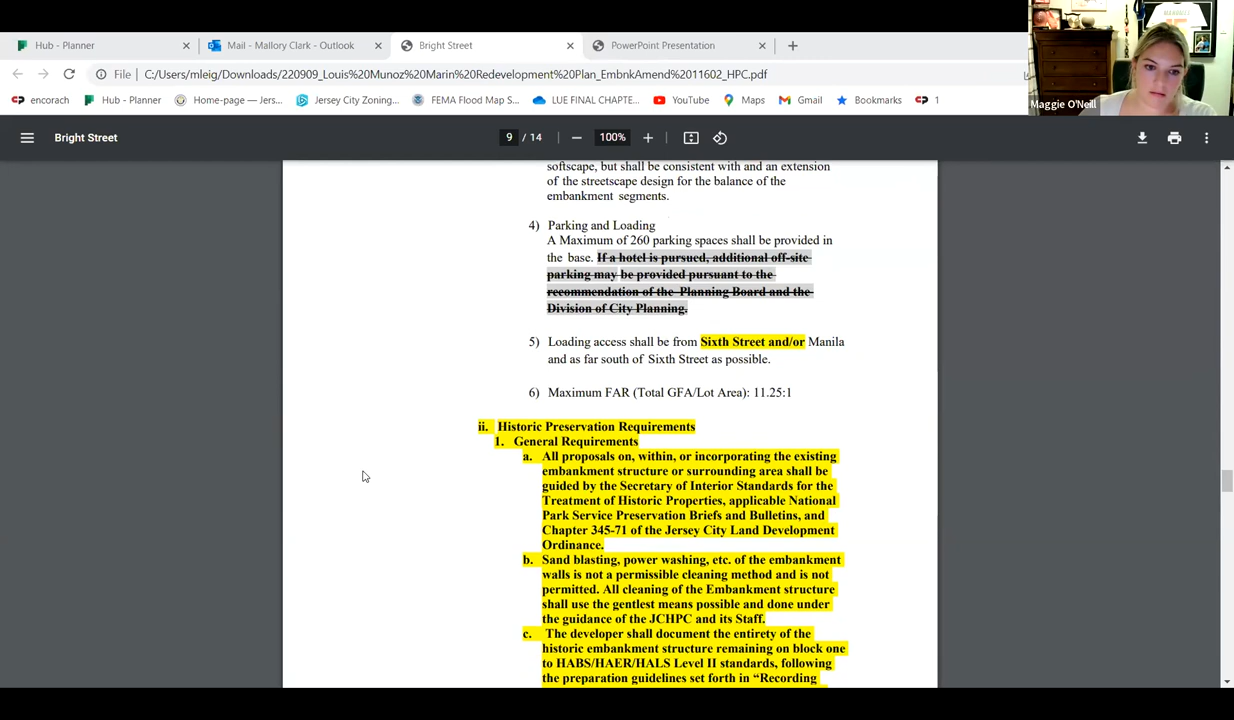 Hub - Planner
Mail - Mallory Clark - Outlook
Bright Street
PowerPoint Presentation
File
C:/Users/mleig/Downloads/220909_Louis%20Munoz%20Marin%20Redevelopment%20Plan_EmbnkAmend%2011602_HPC.pdf
encorach
Hub - Planner
Home-page — Jers...
Jersey City Zoning...
FEMA Flood Map S...
LUE FINAL CHAPTE...
YouTube
Maps
Gmail
Bookmarks
1
Maggie O'Neill
Bright Street
9 / 14
100%
softscape, but shall be consistent with and an extension
of the streetscape design for the balance of the
embankment segments.
4) Parking and Loading
A Maximum of 260 parking spaces shall be provided in
the base. If a hotel is pursued, additional off-site
parking may be provided pursuant to the
recommendation of the Planning Board and the
Division of City Planning.
5) Loading access shall be from Sixth Street and/or Manila
and as far south of Sixth Street as possible.
6) Maximum FAR (Total GFA/Lot Area): 11.25:1
ii. Historic Preservation Requirements
1. General Requirements
a. All proposals on, within, or incorporating the existing
embankment structure or surrounding area shall be
guided by the Secretary of Interior Standards for the
Treatment of Historic Properties, applicable National
Park Service Preservation Briefs and Bulletins, and
Chapter 345-71 of the Jersey City Land Development
Ordinance.
b. Sand blasting, power washing, etc. of the embankment
walls is not a permissible cleaning method and is not
permitted. All cleaning of the Embankment structure
shall use the gentlest means possible and done under
the guidance of the JCHPC and its Staff.
c. The developer shall document the entirety of the
historic embankment structure remaining on block one
to HABS/HAER/HALS Level II standards, following
the preparation guidelines set forth in “Recording